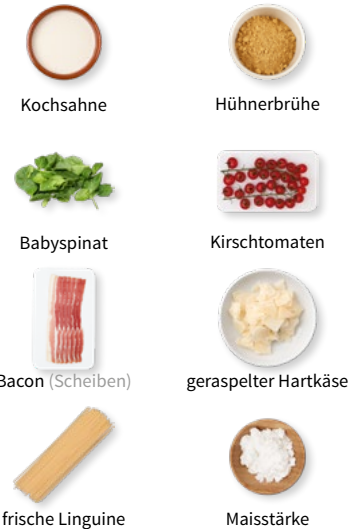 Kochsahne
Hühnerbrühe
Babyspinat
Kirschtomaten
Bacon (Scheiben)
geraspelter Hartkäse
frische Linguine
Maisstärke